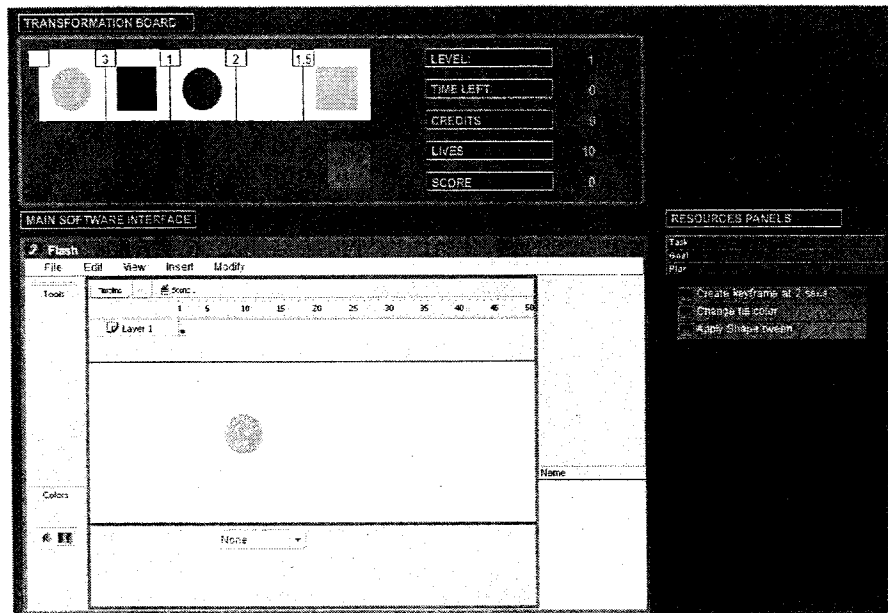 TRANSFORMATION BOARD
3 1 2 1.5
LEVEL: 1
TIME LEFT: 0
CREDITS
LIVES 10
SCORE 0
MAIN SOFTWARE INTERFACE
RESOURCES PANELS
Flash
File Edit View Insert Modify
Task
Goal
Plan
Tools
Timeline
1 5 10 15 20 25 30 35 40 45 50
Layer 1
Create keyframe at 2 secs
Change fill color
Apply Shape tween
Name
Colors
None